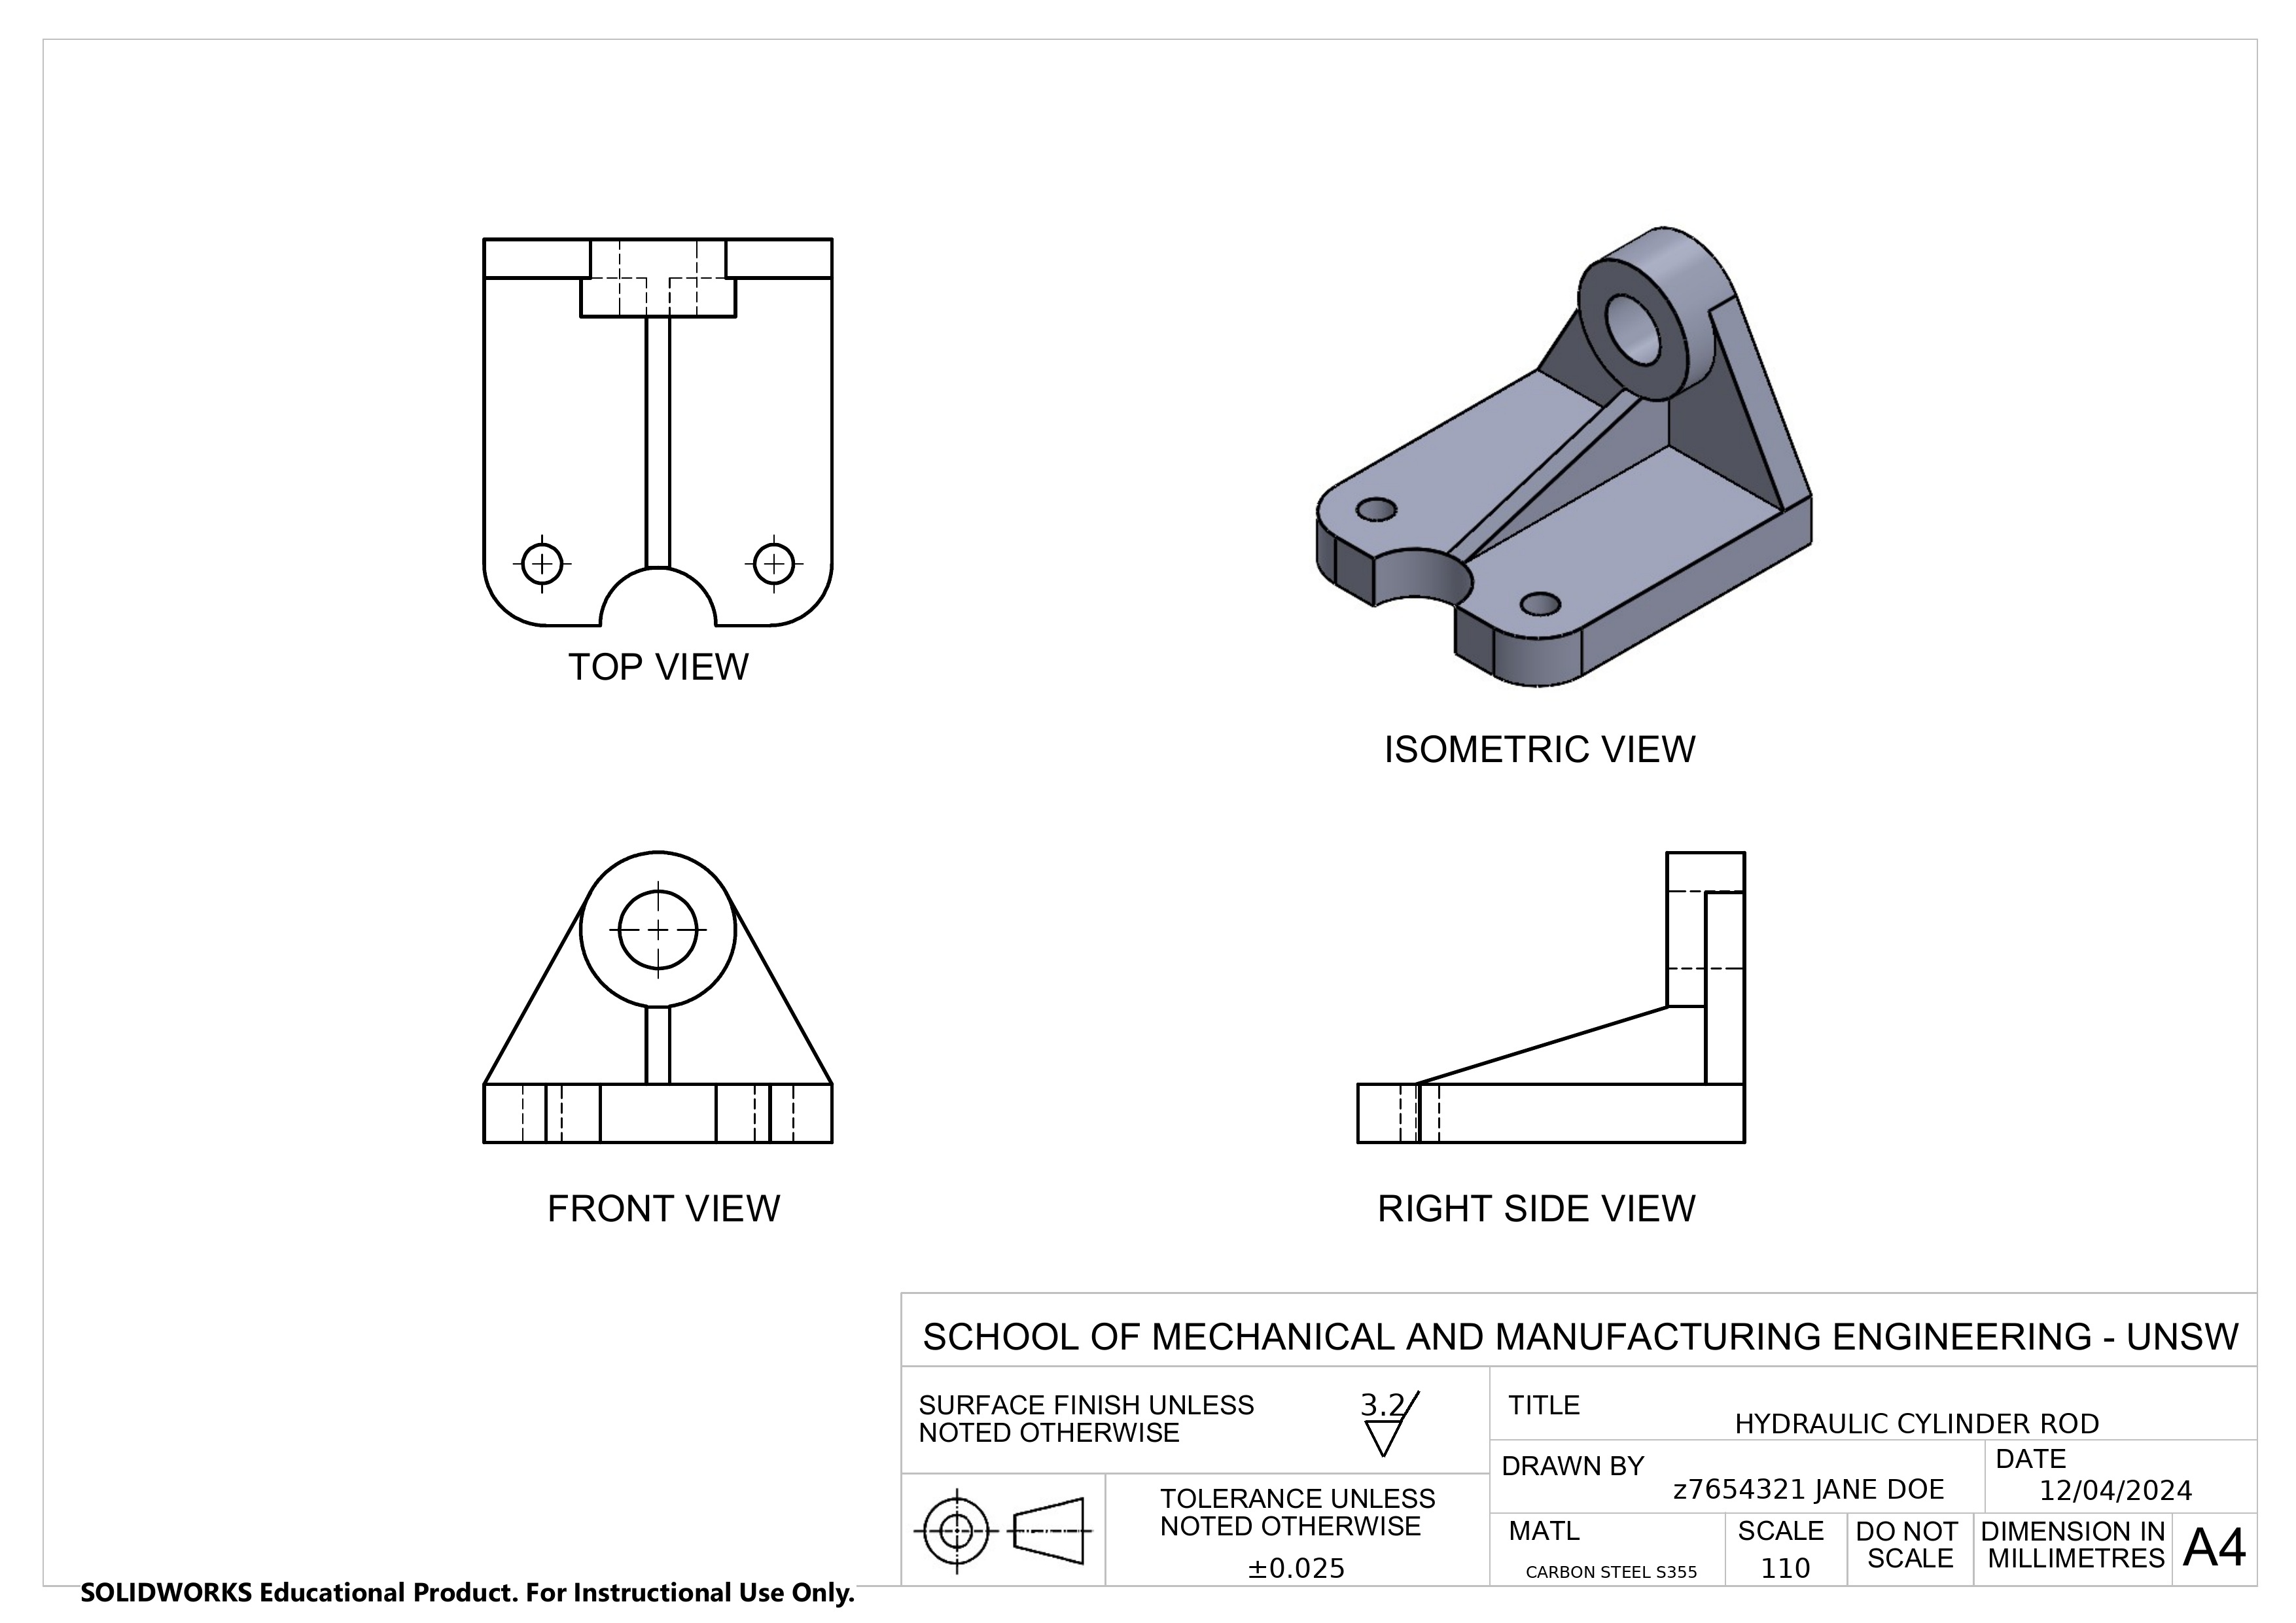 TOP VIEW
ISOMETRIC VIEW
FRONT VIEW
RIGHT SIDE VIEW
SCHOOL OF MECHANICAL AND MANUFACTURING ENGINEERING - UNSW
SURFACE FINISH UNLESS
NOTED OTHERWISE
3.2
TITLE
HYDRAULIC CYLINDER ROD
DRAWN BY
z7654321 JANE DOE
DATE
12/04/2024
TOLERANCE UNLESS
NOTED OTHERWISE
±0.025
MATL
CARBON STEEL S355
SCALE
110
DO NOT
SCALE
DIMENSION IN
MILLIMETRES
A4
SOLIDWORKS Educational Product. For Instructional Use Only.